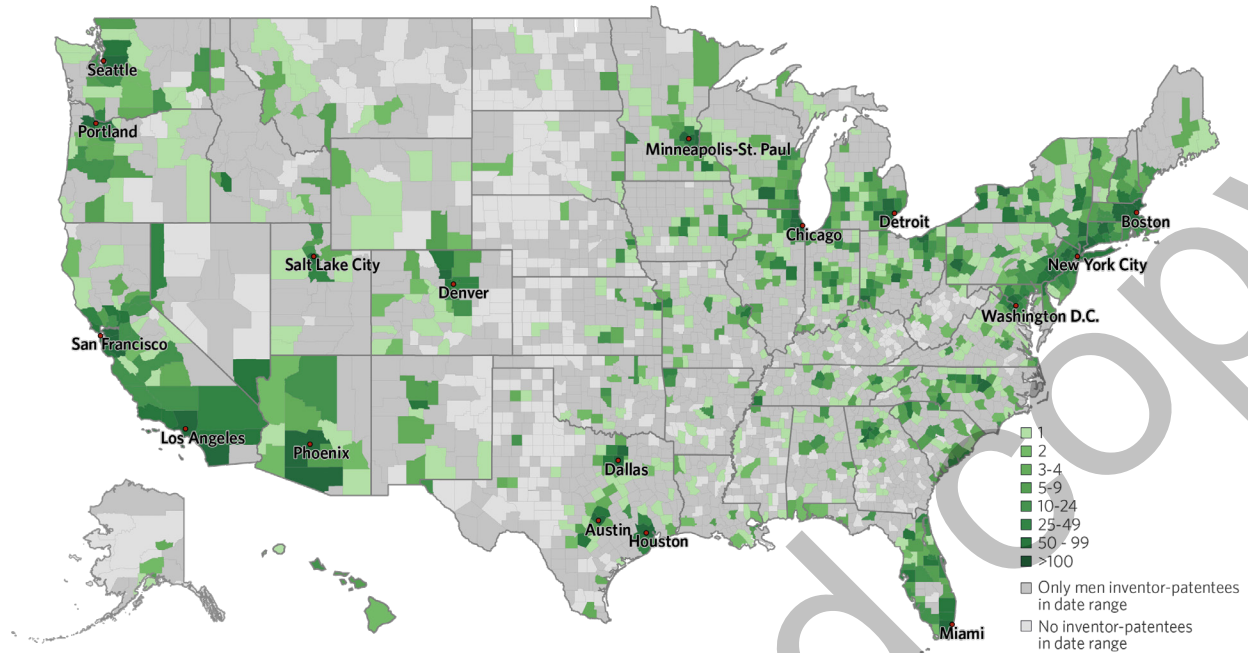 Seattle
Portland
Minneapolis-St. Paul
Detroit
Boston
Chicago
New York City
Salt Lake City
Denver
Washington D.C.
San Francisco
Los Angeles
Phoenix
Dallas
Austin
Houston
Miami
1
2
3-4
5-9
10-24
25-49
50 - 99
>100
Only men inventor-patentees
in date range
No inventor-patentees
in date range
d copy